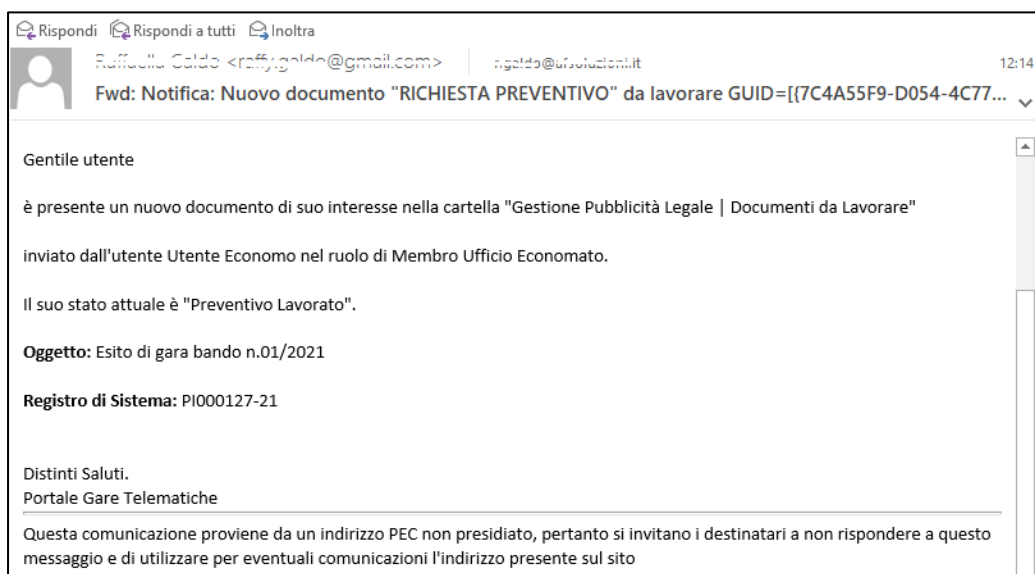 Rispondi Rispondi a tutti Inoltra
12:14
Fwd: Notifica: Nuovo documento "RICHIESTA PREVENTIVO" da lavorare GUID=[{7C4A55F9-D054-4C77...
Gentile utente
è presente un nuovo documento di suo interesse nella cartella "Gestione Pubblicità Legale | Documenti da Lavorare"
inviato dall'utente Utente Economo nel ruolo di Membro Ufficio Economato.
Il suo stato attuale è "Preventivo Lavorato".
Oggetto: Esito di gara bando n.01/2021
Registro di Sistema: PI000127-21
Distinti Saluti.
Portale Gare Telematiche
Questa comunicazione proviene da un indirizzo PEC non presidiato, pertanto si invitano i destinatari a non rispondere a questo
messaggio e di utilizzare per eventuali comunicazioni l'indirizzo presente sul sito